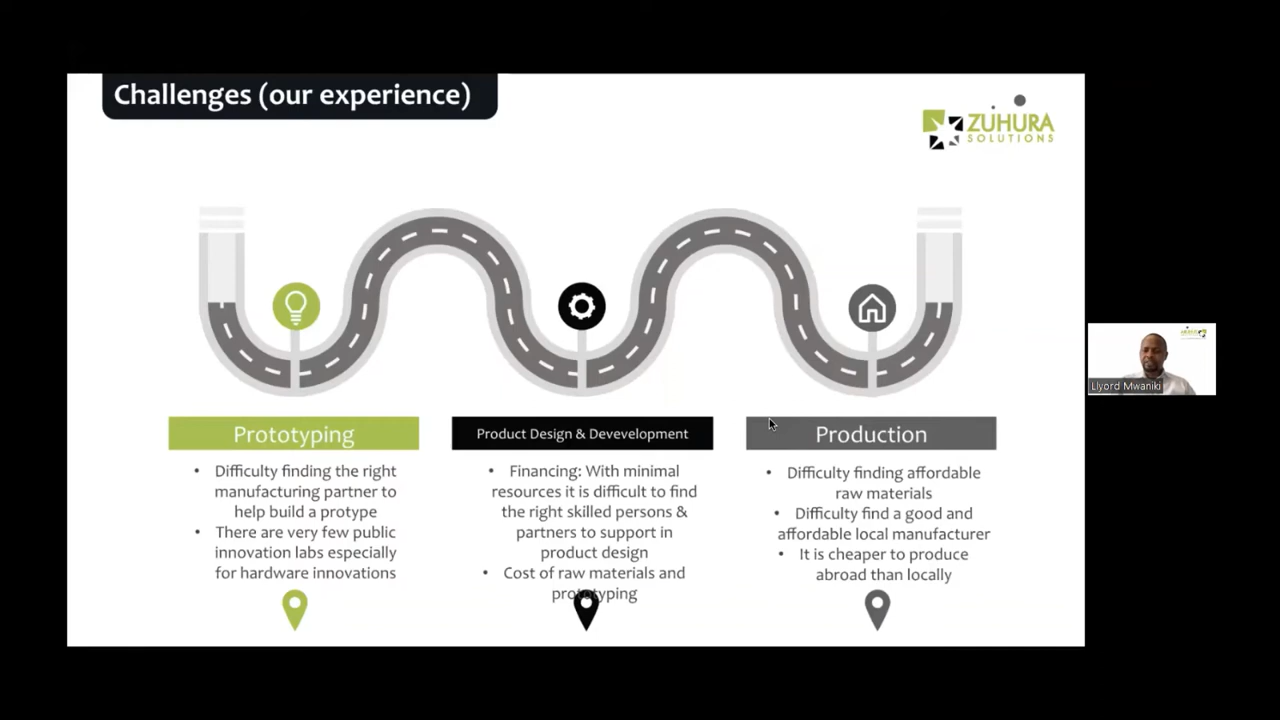 Challenges (our experience)
ZUHURA
SOLUTIONS
Prototyping
• Difficulty finding the right
manufacturing partner to
help build a protype
• There are very few public
innovation labs especially
for hardware innovations
Product Design & Devevelopment
• Financing: With minimal
resources it is difficult to find
the right skilled persons &
partners to support in
product design
• Cost of raw materials and
prototyping
Production
• Difficulty finding affordable
raw materials
• Difficulty find a good and
affordable local manufacturer
• It is cheaper to produce
abroad than locally
Llyord Mwaniki